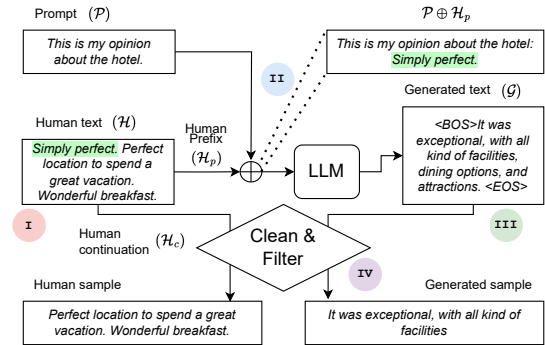 Prompt (𝒫)
This is my opinion
about the hotel.
𝒫 ⊕ ℋₚ
This is my opinion about the hotel:
Simply perfect.
II
Human text (ℋ)
Simply perfect. Perfect
location to spend a
great vacation.
Wonderful breakfast.
Human
Prefix
(ℋₚ)
LLM
Generated text (𝒢)
<BOS>It was
exceptional, with all
kind of facilities,
dining options, and
attractions. <EOS>
I
Human
continuation (ℋ_c)
Clean &
Filter
III
IV
Human sample
Perfect location to spend a great
vacation. Wonderful breakfast.
Generated sample
It was exceptional, with all kind of
facilities